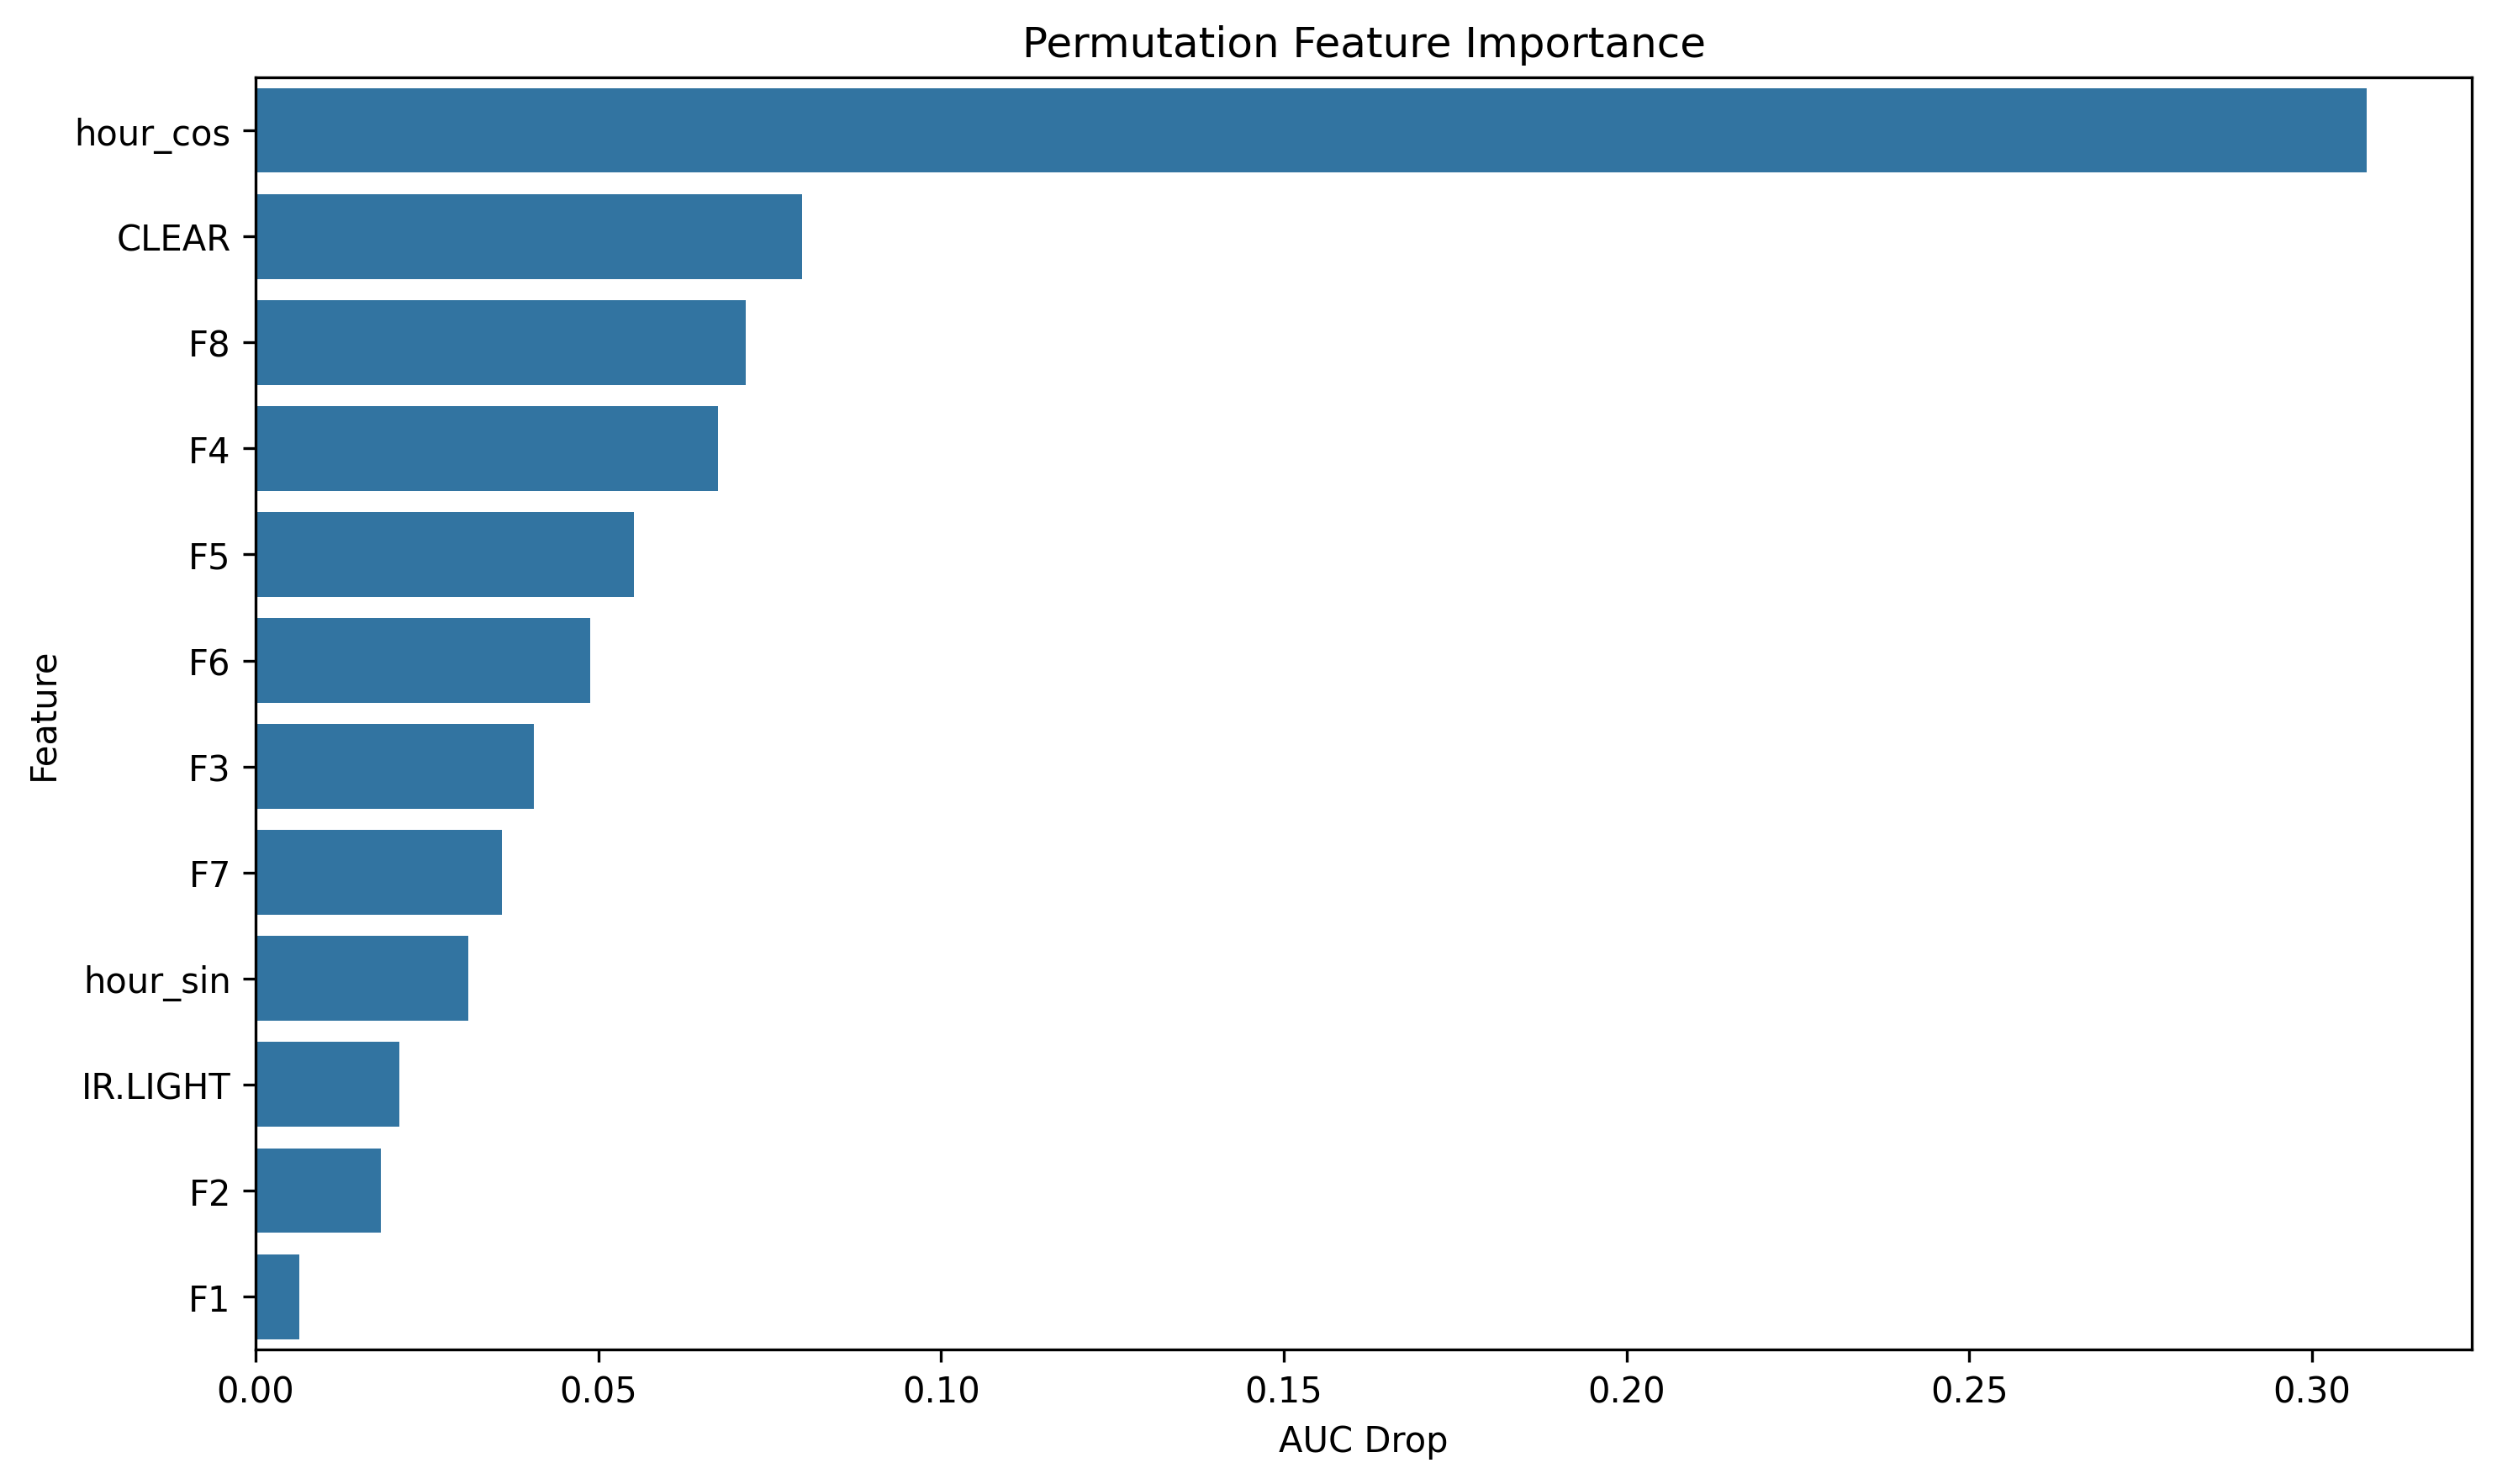 Permutation Feature Importance
hour_cos
CLEAR
F8
F4
F5
F6
F3
F7
hour_sin
IR.LIGHT
F2
F1
Feature
0.00 0.05 0.10 0.15 0.20 0.25 0.30
AUC Drop